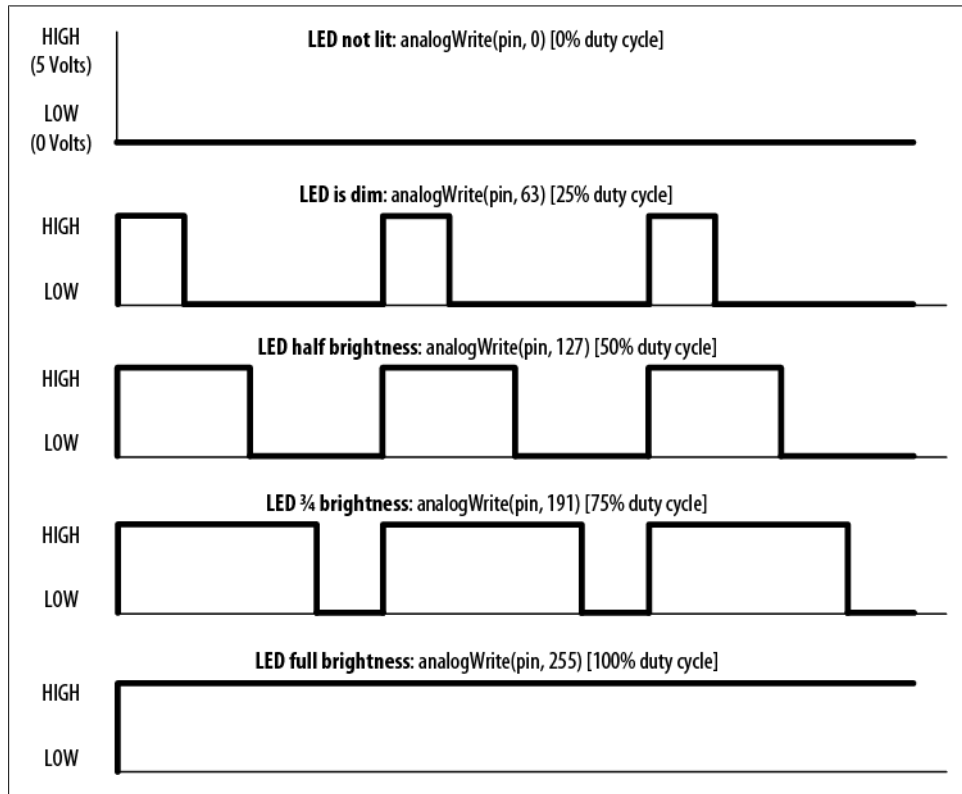 LED not lit: analogWrite(pin, 0) [0% duty cycle]
HIGH
(5 Volts)
LOW
(0 Volts)
LED is dim: analogWrite(pin, 63) [25% duty cycle]
HIGH
LOW
LED half brightness: analogWrite(pin, 127) [50% duty cycle]
HIGH
LOW
LED ¾ brightness: analogWrite(pin, 191) [75% duty cycle]
HIGH
LOW
LED full brightness: analogWrite(pin, 255) [100% duty cycle]
HIGH
LOW